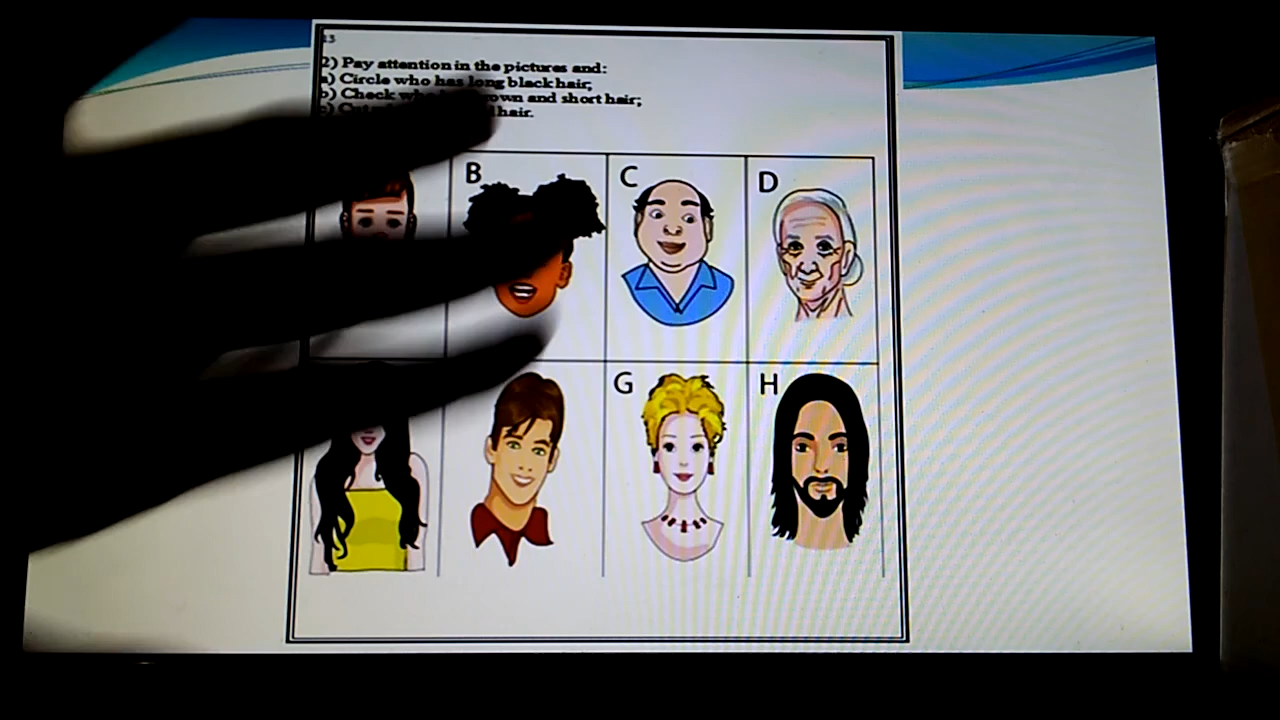 13
2) Pay attention in the pictures and:
a) Circle who has long black hair;
b) Check own and short hair;
c) hair.
B
C
D
G
H